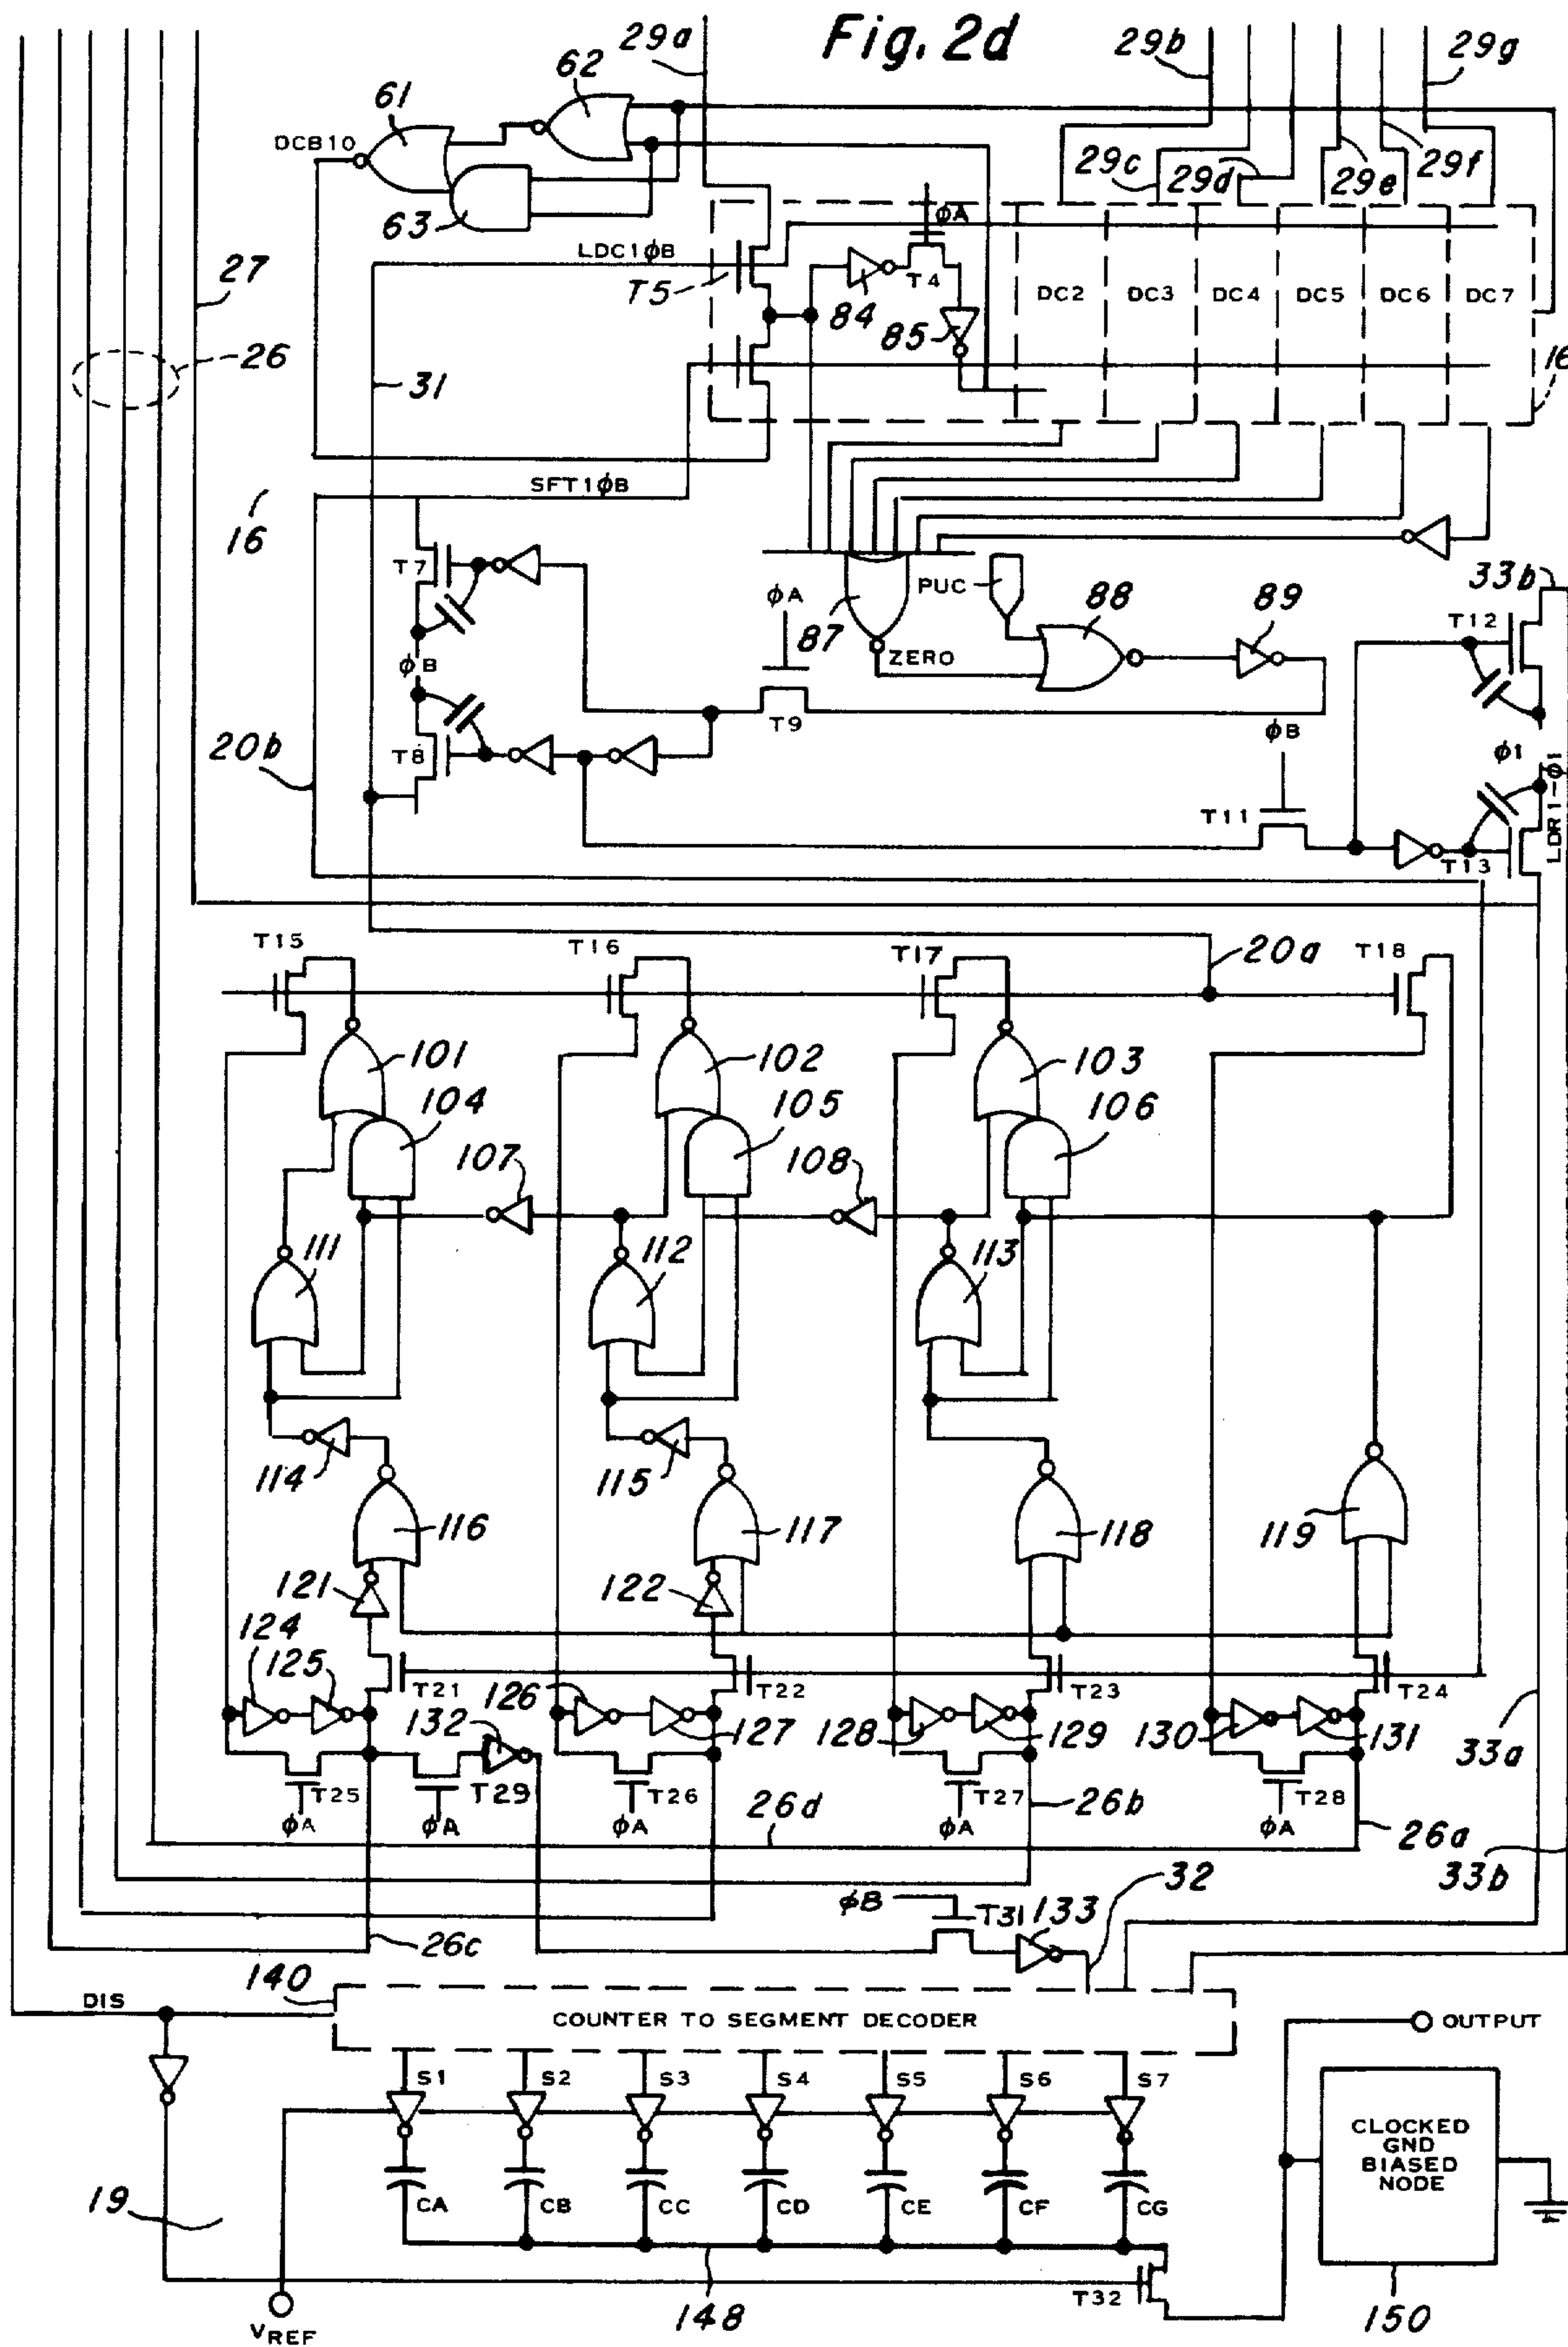 Fig. 2d
29a
29b
29g
62
61
DCB10
29c
29d
29e
29f
63
ϕA
27
LDC1ϕB
T5
84
T4
85
DC2
DC3
DC4
DC5
DC6
DC7
26
31
16
SFT1ϕB
16
T7
ϕA
PUC
33b
87
88
89
T12
ϕB
ZERO
T9
20b
T8
ϕB
ϕ1
T11
LDR1-ϕ1
T13
T15
T16
T17
20a
T18
101
102
103
104
105
106
107
108
111
112
113
114
115
116
117
118
119
121
122
124
125
T21
126
T22
T23
T24
132
127
128
129
130
131
33a
T25
T29
T26
T27
T28
ϕA
ϕA
ϕA
26d
ϕA
26b
ϕA
26a
33b
32
ϕB
T31
133
26c
140
DIS
COUNTER TO SEGMENT DECODER
OUTPUT
S1
S2
S3
S4
S5
S6
S7
CLOCKED
GND
BIASED
NODE
CA
CB
CC
CD
CE
CF
CG
19
T32
148
150
VREF